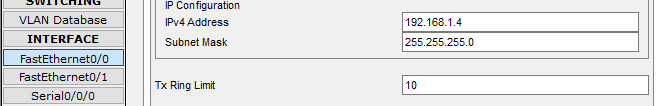 SWITCHING
VLAN Database
INTERFACE
FastEthernet0/0
FastEthernet0/1
Serial0/0/0
IP Configuration
IPv4 Address 192.168.1.4
Subnet Mask 255.255.255.0
Tx Ring Limit 10